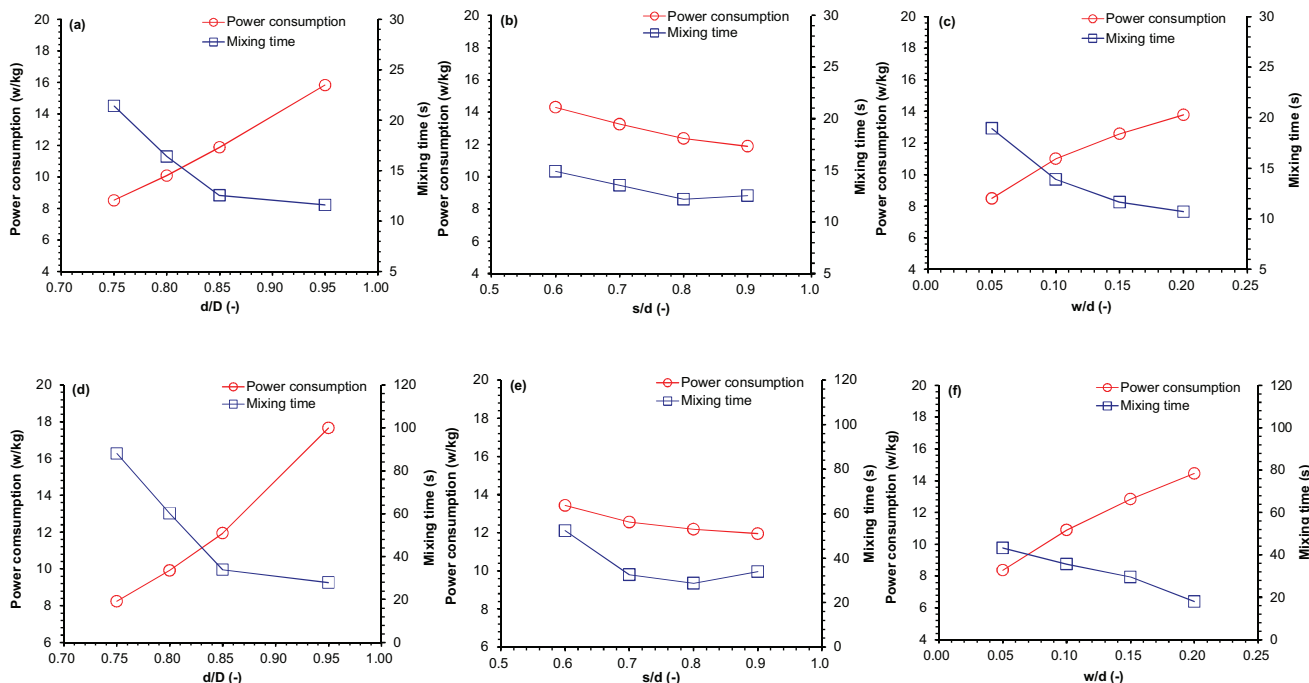 (a)
Power consumption
Mixing time
Power consumption (w/kg)
20
18
16
14
12
10
8
6
4
30
25
20
15
10
5
Mixing time (s)
0.70 0.75 0.80 0.85 0.90 0.95 1.00
d/D (-)
(b)
Power consumption
Mixing time
Power consumption (w/kg)
20
18
16
14
12
10
8
6
4
30
25
20
15
10
5
Mixing time (s)
0.5 0.6 0.7 0.8 0.9 1.0
s/d (-)
(c)
Power consumption
Mixing time
Power consumption (w/kg)
20
18
16
14
12
10
8
6
4
30
25
20
15
10
5
Mixing time (s)
0.00 0.05 0.10 0.15 0.20 0.25
w/d (-)
(d)
Power consumption
Mixing time
Power consumption (w/kg)
20
18
16
14
12
10
8
6
120
100
80
60
40
20
0
Mixing time (s)
0.70 0.75 0.80 0.85 0.90 0.95 1.00
d/D (-)
(e)
Power consumption
Mixing time
Power consumption (w/kg)
20
18
16
14
12
10
8
6
120
100
80
60
40
20
0
Mixing time (s)
0.5 0.6 0.7 0.8 0.9 1.0
s/d (-)
(f)
Power consumption
Mixing time
Power consumption (w/kg)
20
18
16
14
12
10
8
6
4
120
100
80
60
40
20
0
Mixing time (s)
0.00 0.05 0.10 0.15 0.20 0.25
w/d (-)